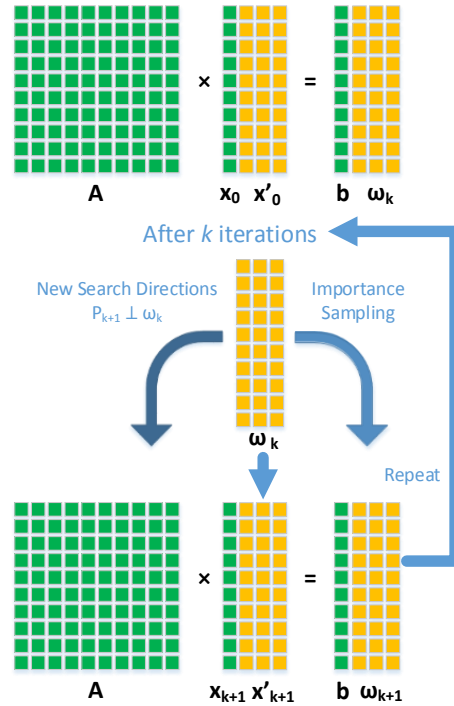 × =
A x₀ x'₀ b ωₖ
After k iterations
New Search Directions
Pₖ₊₁ ⊥ ωₖ
Importance
Sampling
ωₖ
Repeat
× =
A xₖ₊₁ x'ₖ₊₁ b ωₖ₊₁